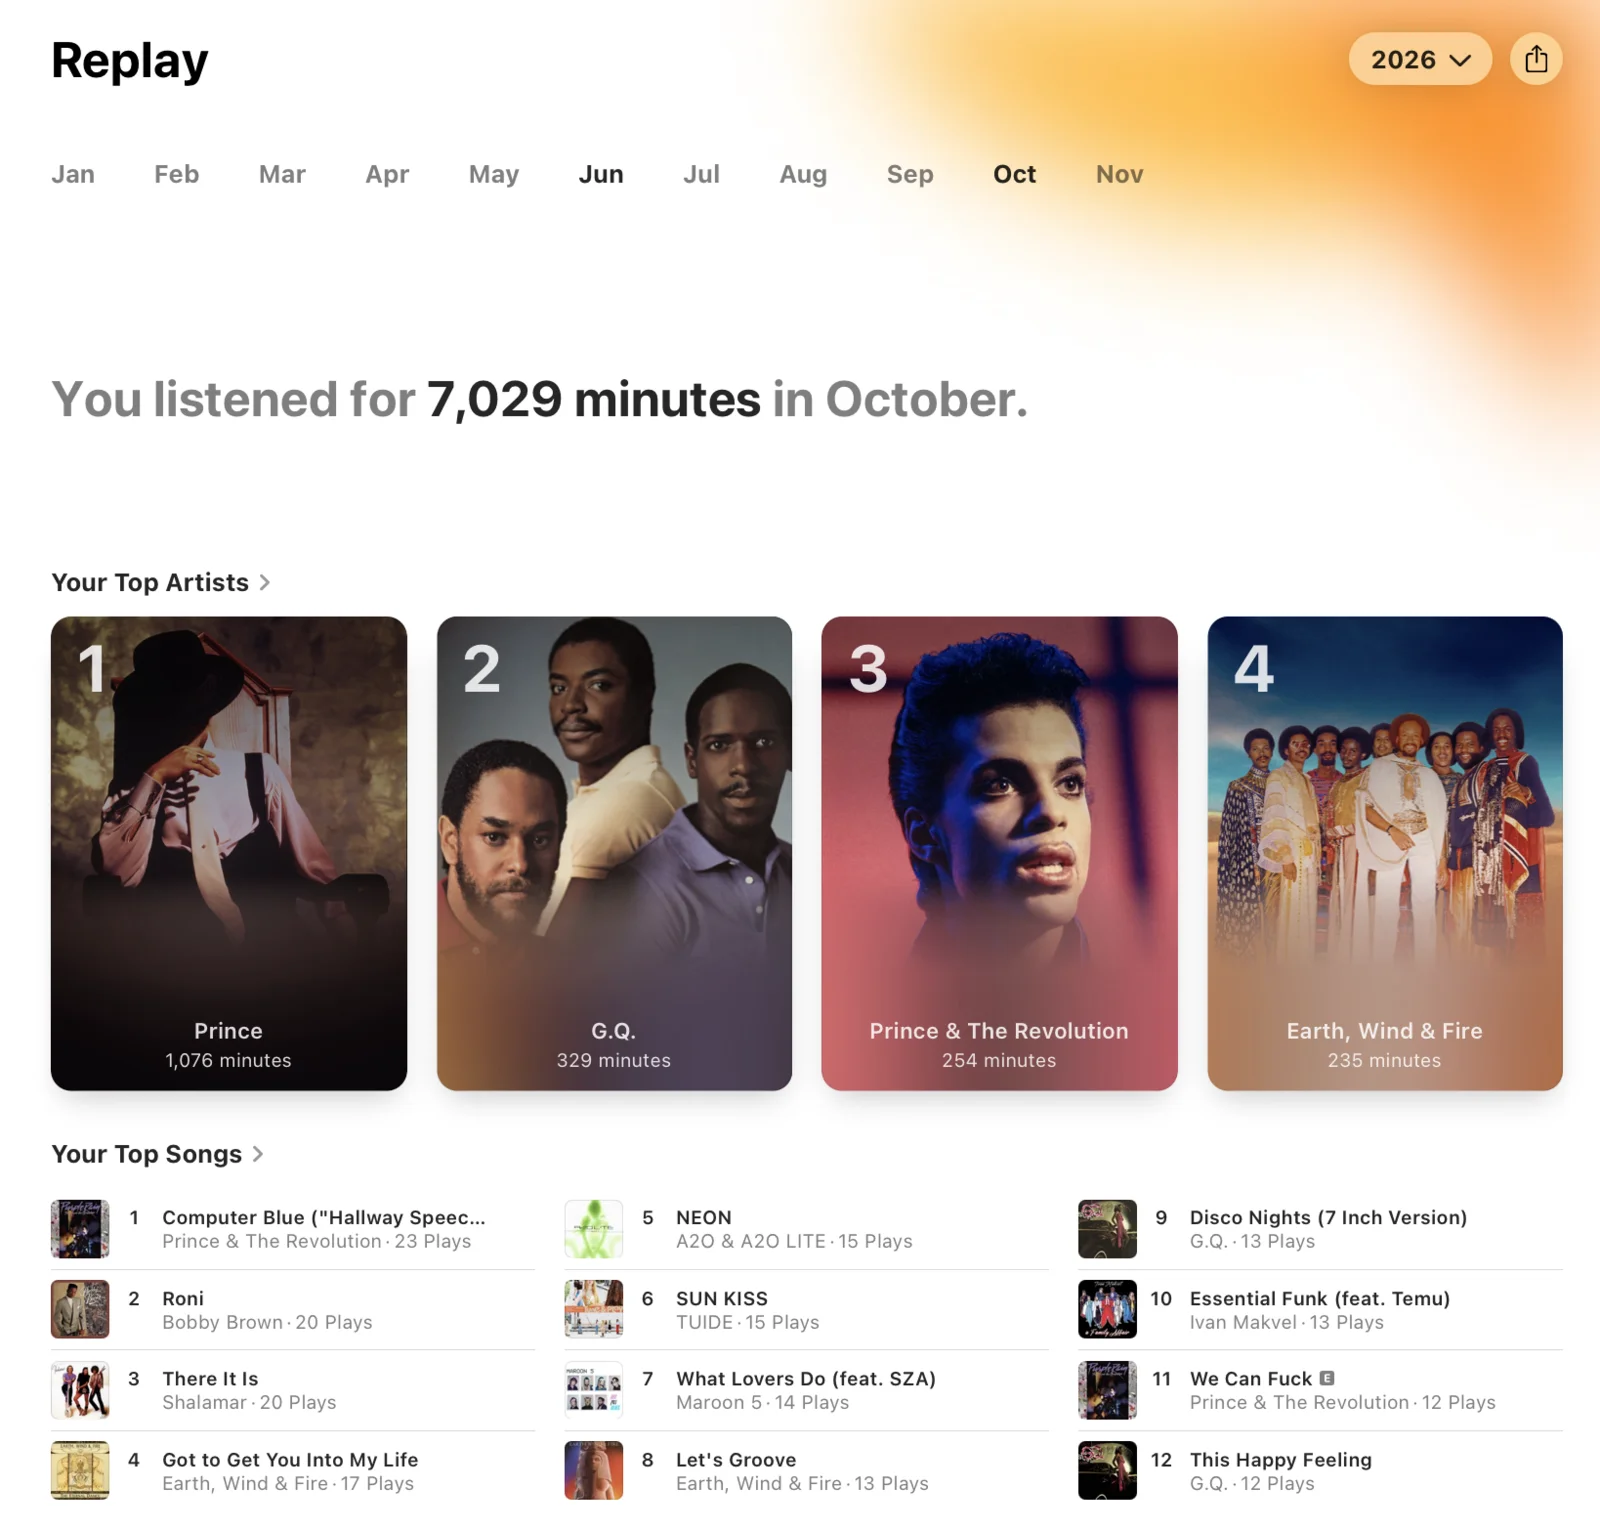 Replay
2026
Jan Feb Mar Apr May Jun Jul Aug Sep Oct Nov
You listened for 7,029 minutes in October.
Your Top Artists
1
Prince
1,076 minutes
2
G.Q.
329 minutes
3
Prince & The Revolution
254 minutes
4
Earth, Wind & Fire
235 minutes
Your Top Songs
1 Computer Blue ("Hallway Speec...
Prince & The Revolution · 23 Plays
2 Roni
Bobby Brown · 20 Plays
3 There It Is
Shalamar · 20 Plays
4 Got to Get You Into My Life
Earth, Wind & Fire · 17 Plays
5 NEON
A2O & A2O LITE · 15 Plays
6 SUN KISS
TUIDE · 15 Plays
MAROON 5
7 What Lovers Do (feat. SZA)
Maroon 5 · 14 Plays
8 Let's Groove
Earth, Wind & Fire · 13 Plays
9 Disco Nights (7 Inch Version)
G.Q. · 13 Plays
10 Essential Funk (feat. Temu)
Ivan Makvel · 13 Plays
11 We Can Fuck E
Prince & The Revolution · 12 Plays
12 This Happy Feeling
G.Q. · 12 Plays